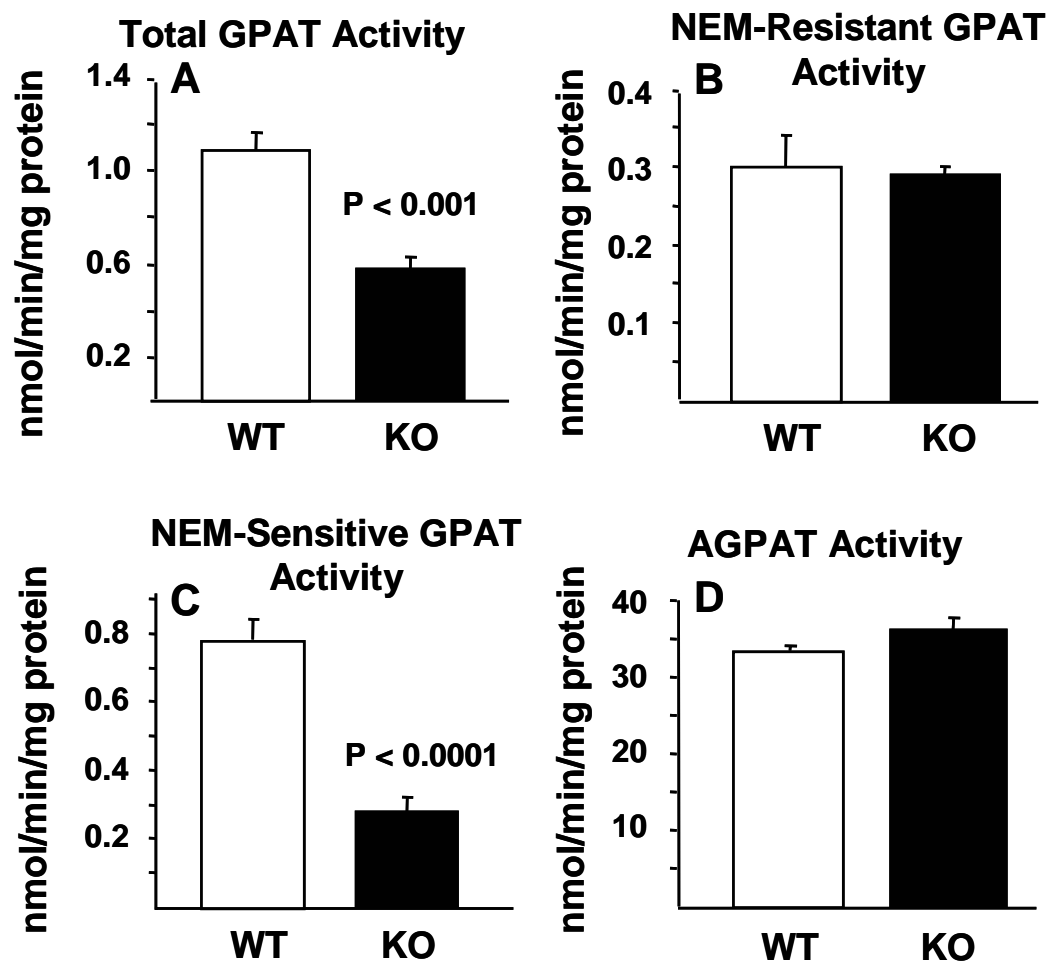 Total GPAT Activity
A
nmol/min/mg protein
1.4
1.0
0.6
0.2
P < 0.001
WT KO
NEM-Resistant GPAT
Activity
B
nmol/min/mg protein
0.4
0.3
0.2
0.1
WT KO
NEM-Sensitive GPAT
Activity
C
nmol/min/mg protein
0.8
0.6
0.4
0.2
P < 0.0001
WT KO
AGPAT Activity
D
nmol/min/mg protein
40
30
20
10
WT KO